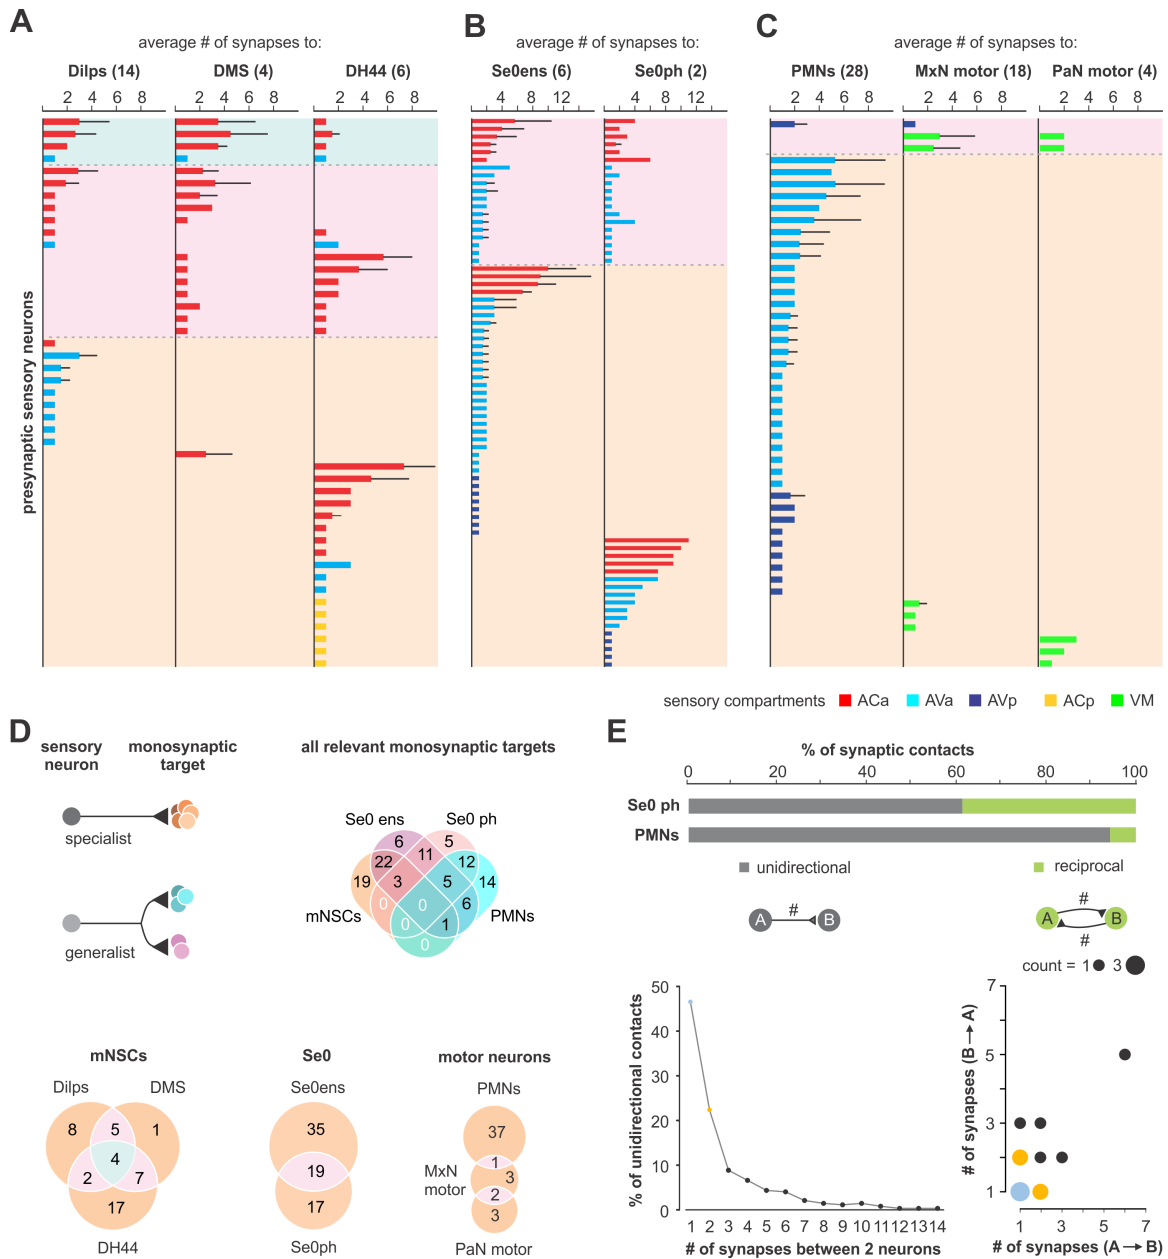 A
average # of synapses to:
Dilps (14)
DMS (4)
DH44 (6)
2 4 6 8
2 4 6 8
2 4 6 8
presynaptic sensory neurons
B
average # of synapses to:
Se0ens (6)
Se0ph (2)
4 8 12
4 8 12
C
average # of synapses to:
PMNs (28)
MxN motor (18)
PaN motor (4)
2 4 6 8
2 4 6 8
2 4 6 8
sensory compartments ACa AVa AVp ACp VM
D
sensory neuron
monosynaptic target
specialist
generalist
all relevant monosynaptic targets
Se0 ens
Se0 ph
6
5
22
11
12
19
3
5
14
0
0
6
mNSCs
PMNs
0
1
0
mNSCs
Dilps
DMS
8
5
1
4
2
7
17
DH44
Se0
Se0ens
35
19
17
Se0ph
motor neurons
PMNs
37
1
MxN
motor
3
2
3
PaN motor
E
% of synaptic contacts
0 20 40 60 80 100
Se0 ph
PMNs
unidirectional
reciprocal
A # B
#
A B
#
count = 1 3
% of unidirectional contacts
50
40
30
20
10
0
1 2 3 4 5 6 7 8 9 10 11 12 13 14
# of synapses between 2 neurons
# of synapses (B → A)
7
5
3
1
1 3 5 7
# of synapses (A → B)